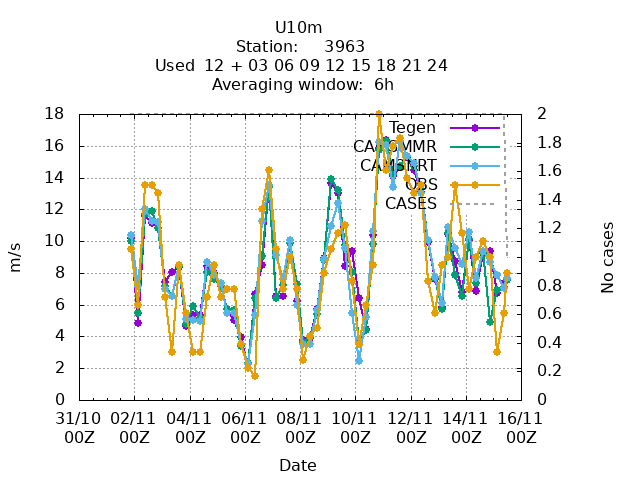 U10m
Station: 3963
Used 12 + 03 06 09 12 15 18 21 24
Averaging window: 6h
18 2
Tegen
16 1.8
CAMSMMR
14 1.6
CAMSNRT
12 1.4
OBS
10 1.2
CASES
8 1
6 0.8
4 0.6
2 0.4
0 0.2
0
m/s
No cases
31/10 02/11 04/11 06/11 08/11 10/11 12/11 14/11 16/11
00Z 00Z 00Z 00Z 00Z 00Z 00Z 00Z 00Z
Date